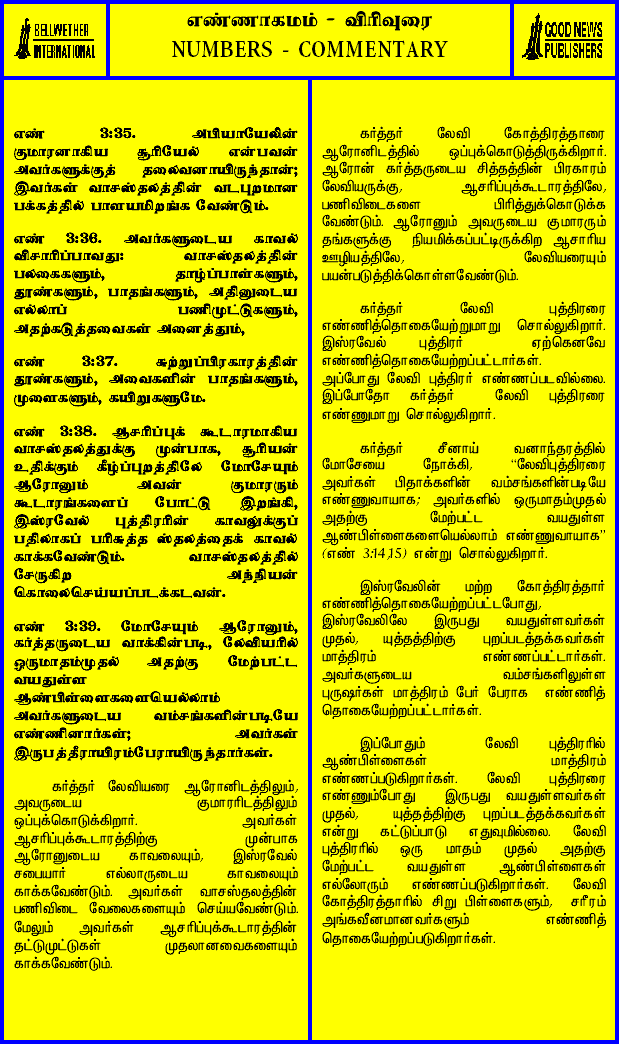 BELLWETHER
INTERNATIONAL
எண்ணாகமம் - விரிவுரை
NUMBERS - COMMENTARY
GOOD NEWS
PUBLISHERS
எண் 3:35. அபியாயேலின்
குமாரனாகிய சூரியேல் என்பவன்
அவர்களுக்குத் தலைவனாயிருந்தான்;
இவர்கள் வாசஸ்தலத்தின் வடபுறமான
பக்கத்தில் பாளயமிறங்க வேண்டும்.
எண் 3:36. அவர்களுடைய காவல்
விசாரிப்பாவது: வாசஸ்தலத்தின்
பலகைகளும், தாழ்ப்பாள்களும்,
தூண்களும், பாதங்களும், அதினுடைய
எல்லாப் பணிமுட்டுகளும்,
அதற்கடுத்தவைகள் அனைத்தும்,
எண் 3:37. சுற்றுப்பிரகாரத்தின்
தூண்களும், அவைகளின் பாதங்களும்,
முளைகளும், கயிறுகளுமே.
எண் 3:38. ஆசரிப்புக் கூடாரமாகிய
வாசஸ்தலத்துக்கு முன்பாக, சூரியன்
உதிக்கும் கீழ்ப்புறத்திலே மோசேயும்
ஆரோனும் அவன் குமாரரும்
கூடாரங்களைப் போட்டு இறங்கி,
இஸ்ரவேல் புத்திரரின் காவலுக்குப்
பதிலாகப் பரிசுத்த ஸ்தலத்தைக் காவல்
காக்கவேண்டும். வாசஸ்தலத்தில்
சேருகிற அந்நியன்
கொலைசெய்யப்படக்கடவன்.
எண் 3:39. மோசேயும் ஆரோனும்,
கர்த்தருடைய வாக்கின்படி, லேவியரில்
ஒருமாதம்முதல் அதற்கு மேற்பட்ட
வயதுள்ள
ஆண்பிள்ளைகளையெல்லாம்
அவர்களுடைய வம்சங்களின்படியே
எண்ணினார்கள்; அவர்கள்
இருபத்தீராயிரம்பேராயிருந்தார்கள்.
கர்த்தர் லேவியரை ஆரோனிடத்திலும்,
அவருடைய குமாரரிடத்திலும்
ஒப்புக்கொடுக்கிறார். அவர்கள்
ஆசரிப்புக்கூடாரத்திற்கு முன்பாக
ஆரோனுடைய காவலையும், இஸ்ரவேல்
சபையார் எல்லாருடைய காவலையும்
காக்கவேண்டும். அவர்கள் வாசஸ்தலத்தின்
பணிவிடை வேலைகளையும் செய்யவேண்டும்.
மேலும் அவர்கள் ஆசரிப்புக்கூடாரத்தின்
தட்டுமுட்டுகள் முதலானவைகளையும்
காக்கவேண்டும்.
கர்த்தர் லேவி கோத்திரத்தாரை
ஆரோனிடத்தில் ஒப்புக்கொடுத்திருக்கிறார்.
ஆரோன் கர்த்தருடைய சித்தத்தின் பிரகாரம்
லேவியருக்கு, ஆசரிப்புக்கூடாரத்திலே,
பணிவிடைகளை பிரித்துக்கொடுக்க
வேண்டும். ஆரோனும் அவருடைய குமாரரும்
தங்களுக்கு நியமிக்கப்பட்டிருக்கிற ஆசாரிய
ஊழியத்திலே, லேவியரையும்
பயன்படுத்திக்கொள்ளவேண்டும்.
கர்த்தர் லேவி புத்திரரை
எண்ணித்தொகையேற்றுமாறு சொல்லுகிறார்.
இஸ்ரவேல் புத்திரர் ஏற்கெனவே
எண்ணித்தொகையேற்றப்பட்டார்கள்.
அப்போது லேவி புத்திரர் எண்ணப்படவில்லை.
இப்போதோ கர்த்தர் லேவி புத்திரரை
எண்ணுமாறு சொல்லுகிறார்.
கர்த்தர் சீனாய் வனாந்தரத்தில்
மோசேயை நோக்கி, "லேவிபுத்திரரை
அவர்கள் பிதாக்களின் வம்சங்களின்படியே
எண்ணுவாயாக; அவர்களில் ஒருமாதம்முதல்
அதற்கு மேற்பட்ட வயதுள்ள
ஆண்பிள்ளைகளையெல்லாம் எண்ணுவாயாக"
(எண் 3:14,15) என்று சொல்லுகிறார்.
இஸ்ரவேலின் மற்ற கோத்திரத்தார்
எண்ணித்தொகையேற்றப்பட்டபோது,
இஸ்ரவேலிலே இருபது வயதுள்ளவர்கள்
முதல், யுத்தத்திற்கு புறப்படத்தக்கவர்கள்
மாத்திரம் எண்ணப்பட்டார்கள்.
அவர்களுடைய வம்சங்களிலுள்ள
புருஷர்கள் மாத்திரம் பேர் பேராக எண்ணித்
தொகையேற்றப்பட்டார்கள்.
இப்போதும் லேவி புத்திரரில்
ஆண்பிள்ளைகள் மாத்திரம்
எண்ணப்படுகிறார்கள். லேவி புத்திரரை
எண்ணும்போது இருபது வயதுள்ளவர்கள்
முதல், யுத்தத்திற்கு புறப்படத்தக்கவர்கள்
என்று கட்டுப்பாடு எதுவுமில்லை. லேவி
புத்திரரில் ஒரு மாதம் முதல் அதற்கு
மேற்பட்ட வயதுள்ள ஆண்பிள்ளைகள்
எல்லோரும் எண்ணப்படுகிறார்கள். லேவி
கோத்திரத்தாரில் சிறு பிள்ளைகளும், சரீரம்
அங்கவீனமானவர்களும் எண்ணித்
தொகையேற்றப்படுகிறார்கள்.